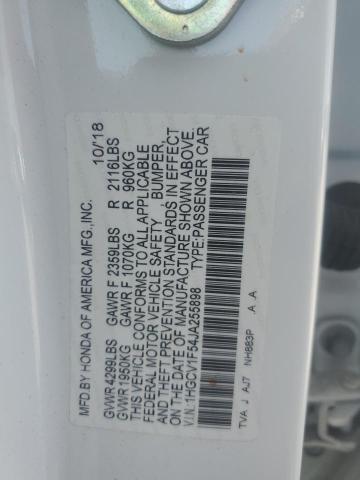 MFD.BY HONDA OF AMERICA MFG.,INC. 10/'18
GVWR 4299LBS GAWR F 2359LBS R 2116LBS
GVWR 1950KG GAWR F 1070KG R 960KG
THIS VEHICLE CONFORMS TO ALL APPLICABLE
FEDERAL MOTOR VEHICLE SAFETY, BUMPER,
AND THEFT PREVENTION STANDARDS IN EFFECT
ON THE DATE OF MANUFACTURE SHOWN ABOVE.
V.I.N.:1HGCV1F54JA255898 TYPE:PASSENGER CAR
TVA J AJ7 NH883P A A